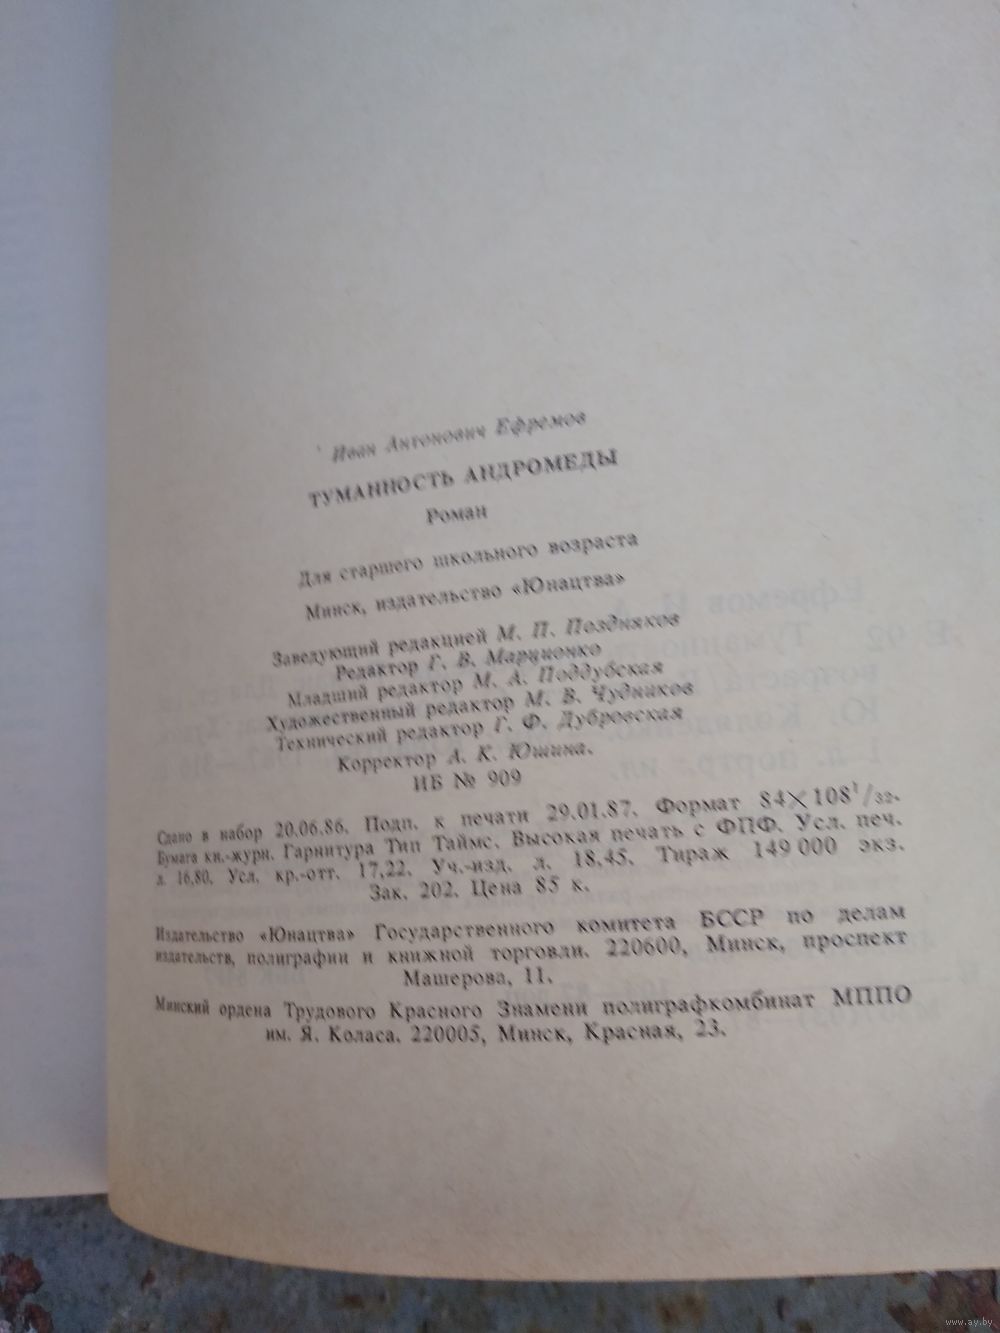 Иван Антонович Ефремов
ТУМАННОСТЬ АНДРОМЕДЫ
Роман
Для старшего школьного возраста
Минск, издательство «Юнацтва»
Заведующий редакцией М. П. Поздняков
Редактор Г. В. Марционко
Младший редактор М. А. Поддубская
Художественный редактор М. В. Чудников
Технический редактор Г. Ф. Дубровская
Корректор А. К. Юшина.
ИБ № 909
Сдано в набор 20.06.86. Подп. к печати 29.01.87. Формат 84×108¹/₃₂.
Бумага кн.-журн. Гарнитура Тип Таймс. Высокая печать с ФПФ. Усл. печ.
л. 16,80. Усл. кр.-отт. 17,22. Уч.-изд. л. 18,45. Тираж 149 000 экз.
Зак. 202. Цена 85 к.
Издательство «Юнацтва» Государственного комитета БССР по делам
издательств, полиграфии и книжной торговли. 220600, Минск, проспект
Машерова, 11.
Минский ордена Трудового Красного Знамени полиграфкомбинат МППО
им. Я. Коласа. 220005, Минск, Красная, 23.
www.ay.by